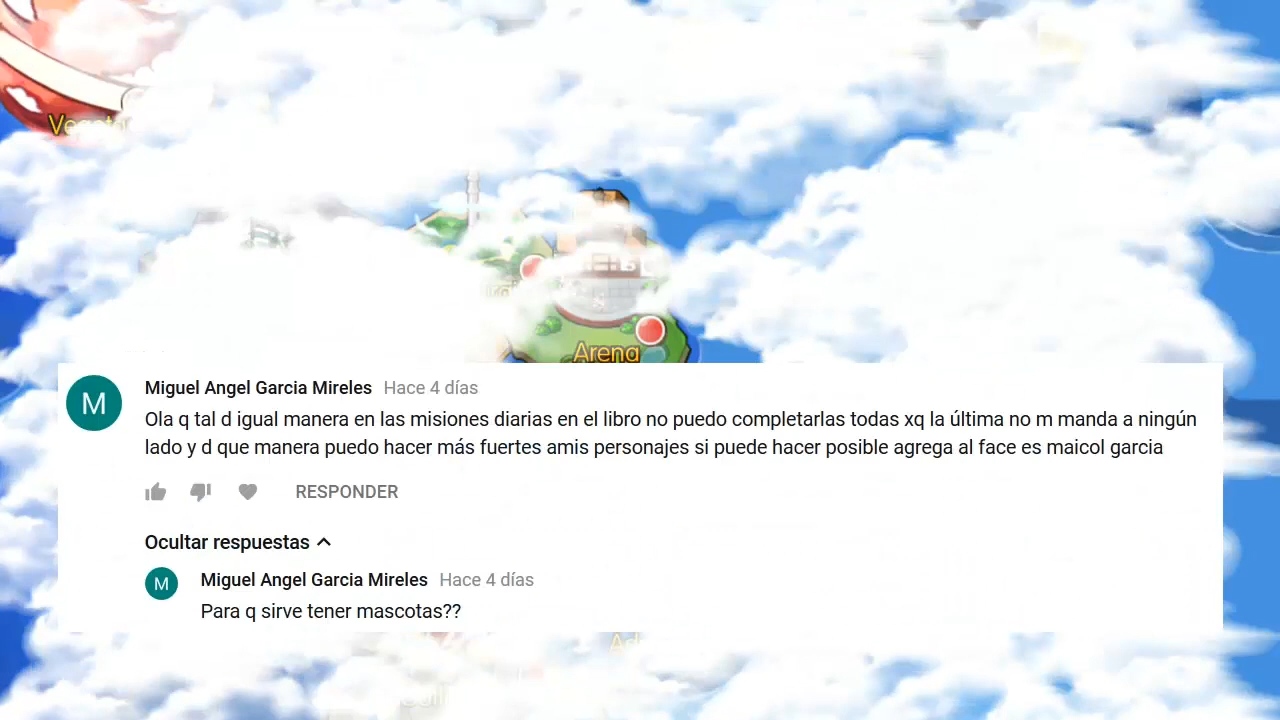 Arena
Miguel Angel Garcia Mireles Hace 4 días
Ola q tal d igual manera en las misiones diarias en el libro no puedo completarlas todas xq la última no m manda a ningún
lado y d que manera puedo hacer más fuertes amis personajes si puede hacer posible agrega al face es maicol garcia
RESPONDER
Ocultar respuestas
M
M
Miguel Angel Garcia Mireles Hace 4 días
Para q sirve tener mascotas??